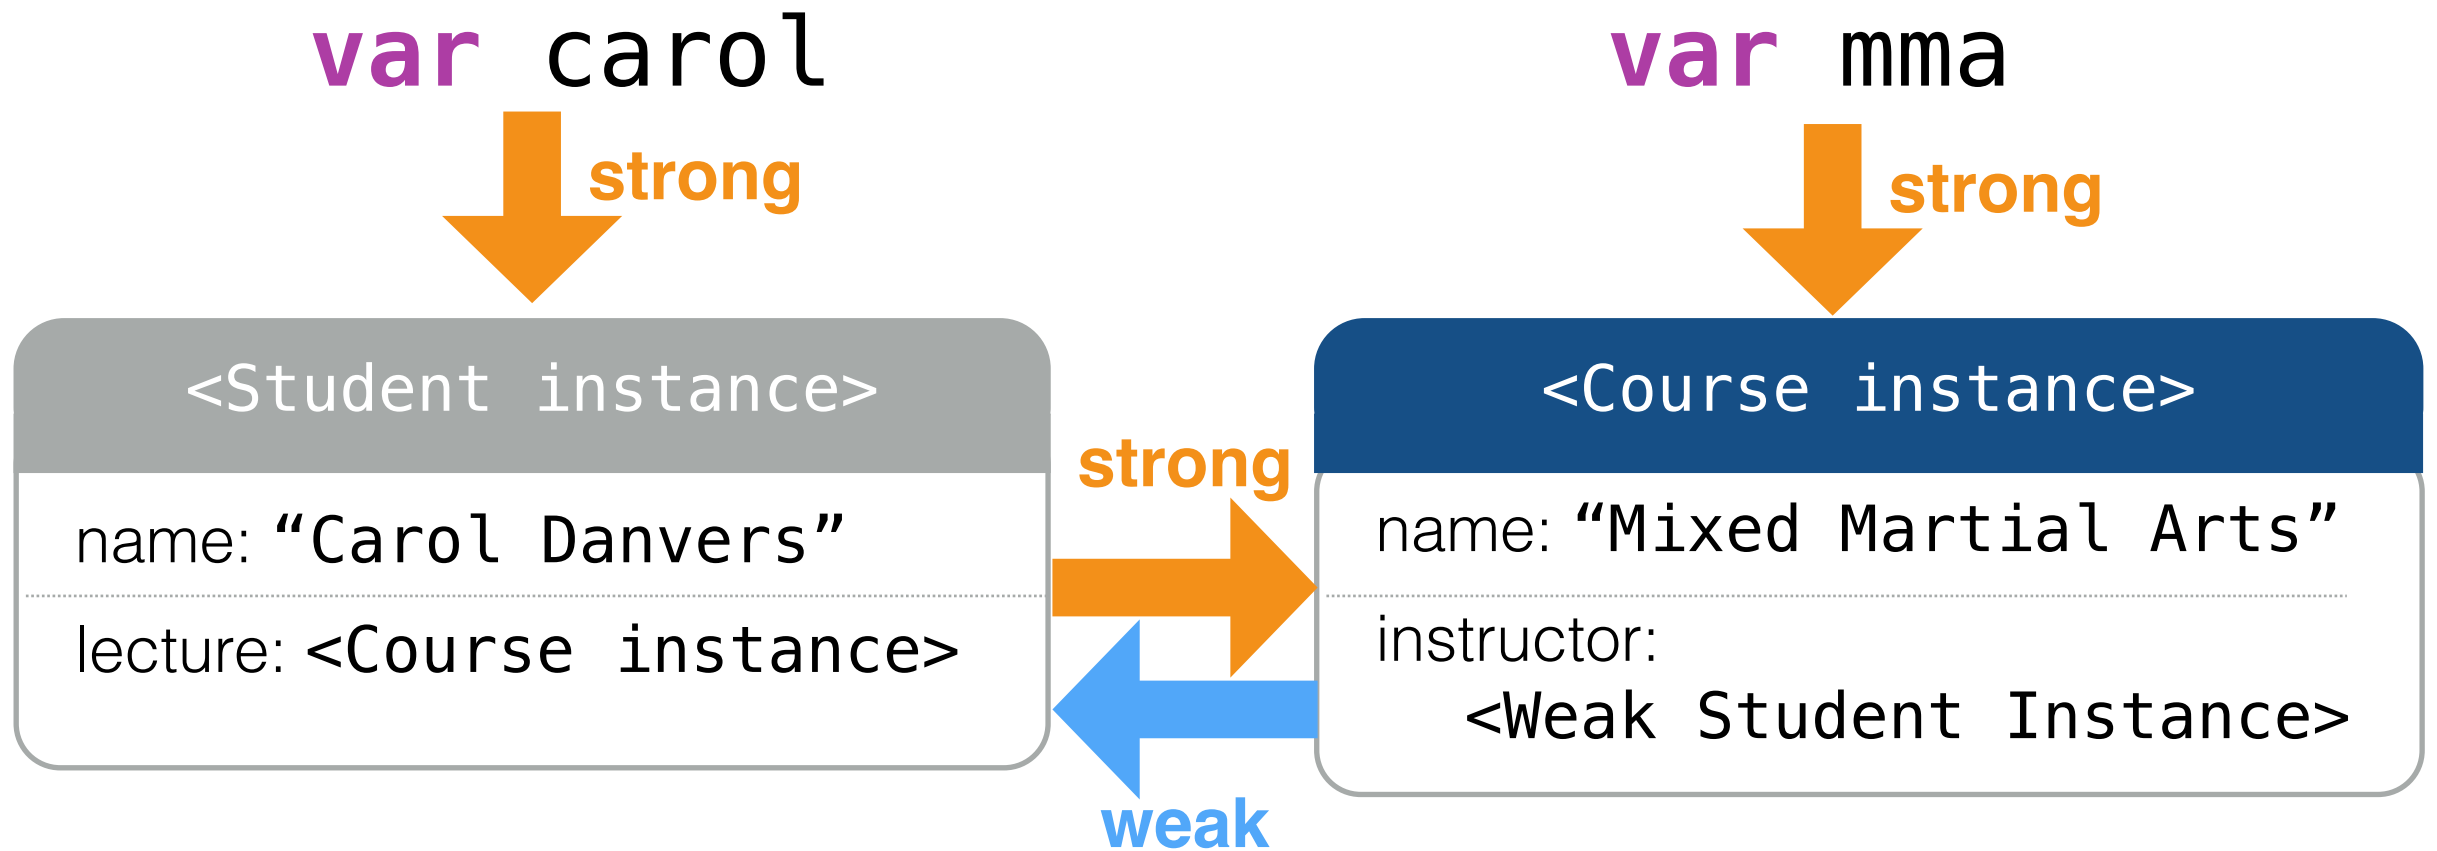 var carol
strong
<Student instance>
name: “Carol Danvers”
lecture: <Course instance>
strong
weak
var mma
strong
<Course instance>
name: “Mixed Martial Arts”
instructor:
<Weak Student Instance>